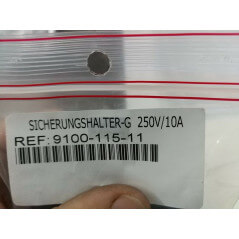 SICHERUNGSHALTER-G 250V/10A
REF: 9100-115-11